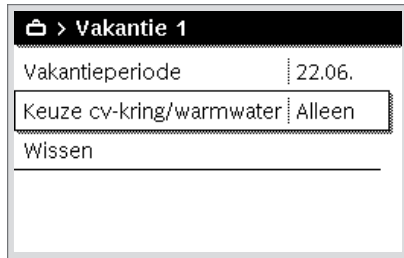 > Vakantie 1
Vakantieperiode 22.06.
Keuze cv-kring/warmwater Alleen
Wissen